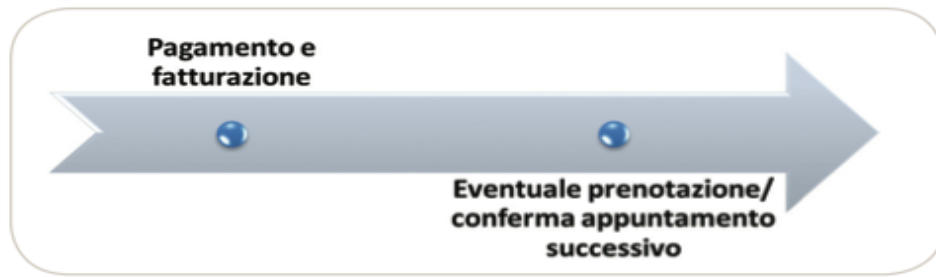 Pagamento e
fatturazione
Eventuale prenotazione/
conferma appuntamento
successivo